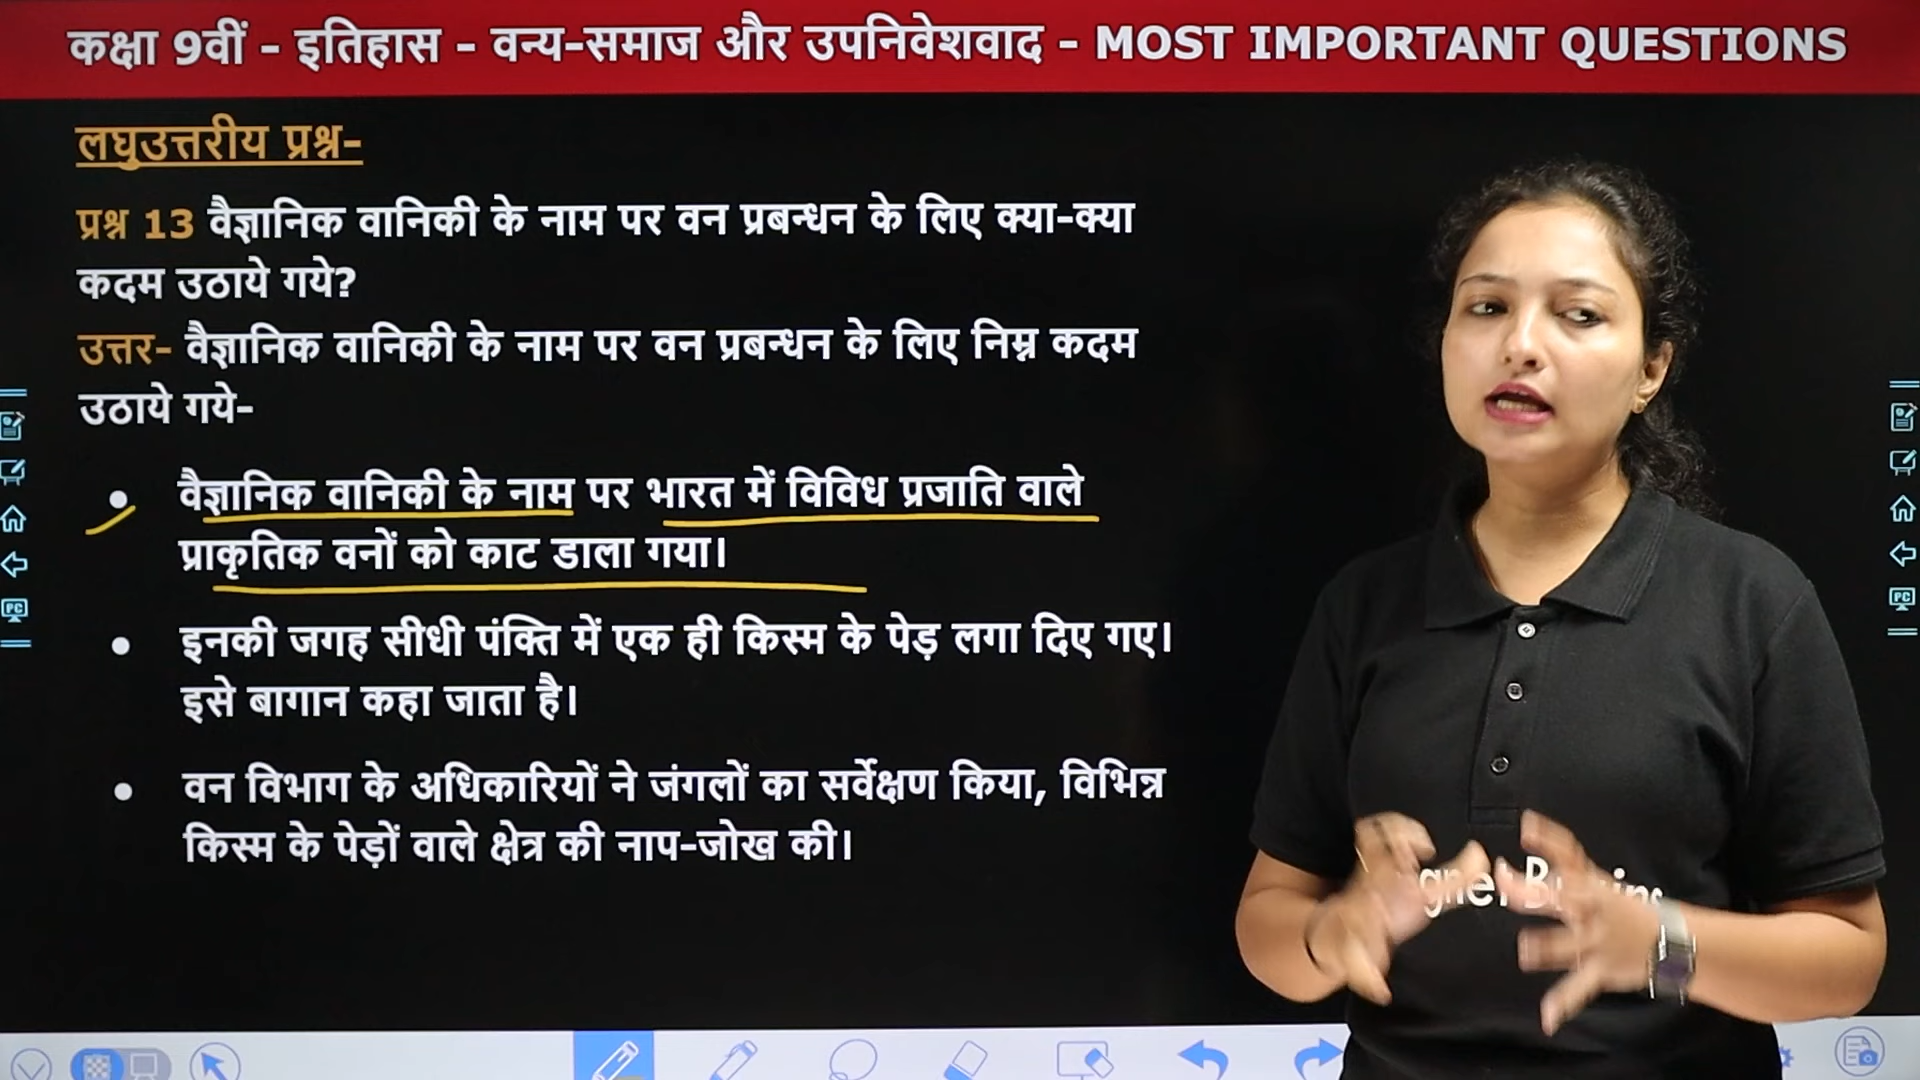 कक्षा 9वीं - इतिहास - वन्य-समाज और उपनिवेशवाद - MOST IMPORTANT QUESTIONS
लघुउत्तरीय प्रश्न-
प्रश्न 13 वैज्ञानिक वानिकी के नाम पर वन प्रबन्धन के लिए क्या-क्या
कदम उठाये गये?
उत्तर- वैज्ञानिक वानिकी के नाम पर वन प्रबन्धन के लिए निम्न कदम
उठाये गये-
• वैज्ञानिक वानिकी के नाम पर भारत में विविध प्रजाति वाले
प्राकृतिक वनों को काट डाला गया।
• इनकी जगह सीधी पंक्ति में एक ही किस्म के पेड़ लगा दिए गए।
इसे बागान कहा जाता है।
• वन विभाग के अधिकारियों ने जंगलों का सर्वेक्षण किया, विभिन्न
किस्म के पेड़ों वाले क्षेत्र की नाप-जोख की।
PC
PC